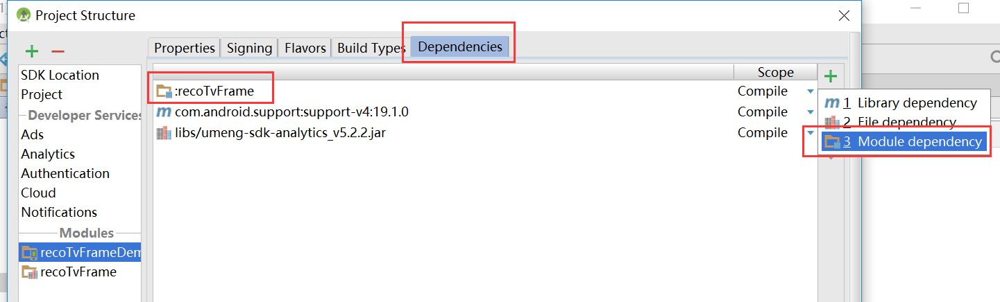 Project Structure
Properties Signing Flavors Build Types Dependencies
SDK Location
Project
Developer Services
Ads
Analytics
Authentication
Cloud
Notifications
Modules
recoTvFrameDem
recoTvFrame
Scope
:recoTvFrame Compile
com.android.support:support-v4:19.1.0 Compile
libs/umeng-sdk-analytics_v5.2.2.jar Compile
1 Library dependency
2 File dependency
3 Module dependency